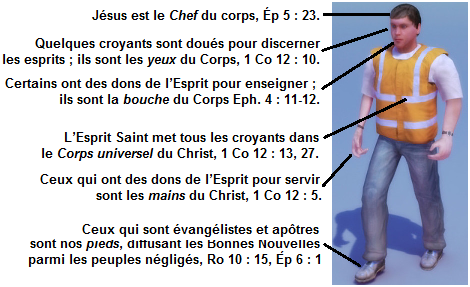 Jésus est le Chef du corps, Ép 5 : 23.
Quelques croyants sont doués pour discerner
les esprits ; ils sont les yeux du Corps, 1 Co 12 : 10.
Certains ont des dons de l'Esprit pour enseigner ;
ils sont la bouche du Corps Eph. 4 : 11-12.
L'Esprit Saint met tous les croyants dans
le Corps universel du Christ, 1 Co 12 : 13, 27.
Ceux qui ont des dons de l'Esprit pour servir
sont les mains du Christ, 1 Co 12 : 5.
Ceux qui sont évangélistes et apôtres
sont nos pieds, diffusant les Bonnes Nouvelles
parmi les peuples négligés, Ro 10 : 15, Ép 6 : 1